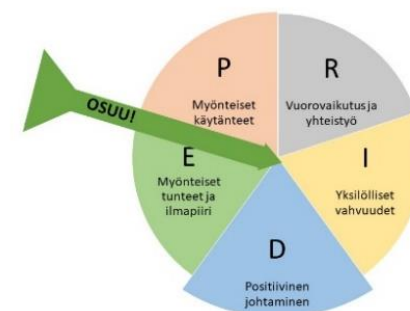 P
Myönteiset
käytänteet
R
Vuorovaikutus ja
yhteistyö
OSUU!
E
Myönteiset
tunteet ja
ilmapiiri
I
Yksilölliset
vahvuudet
D
Positiivinen
johtaminen